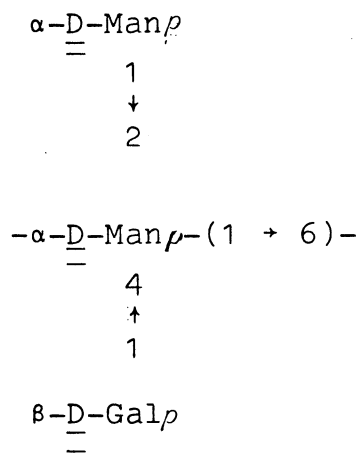 α-D-Manp
1
↓
2
-α-D-Manp-(1 → 6)-
4
↑
1
β-D-Galp